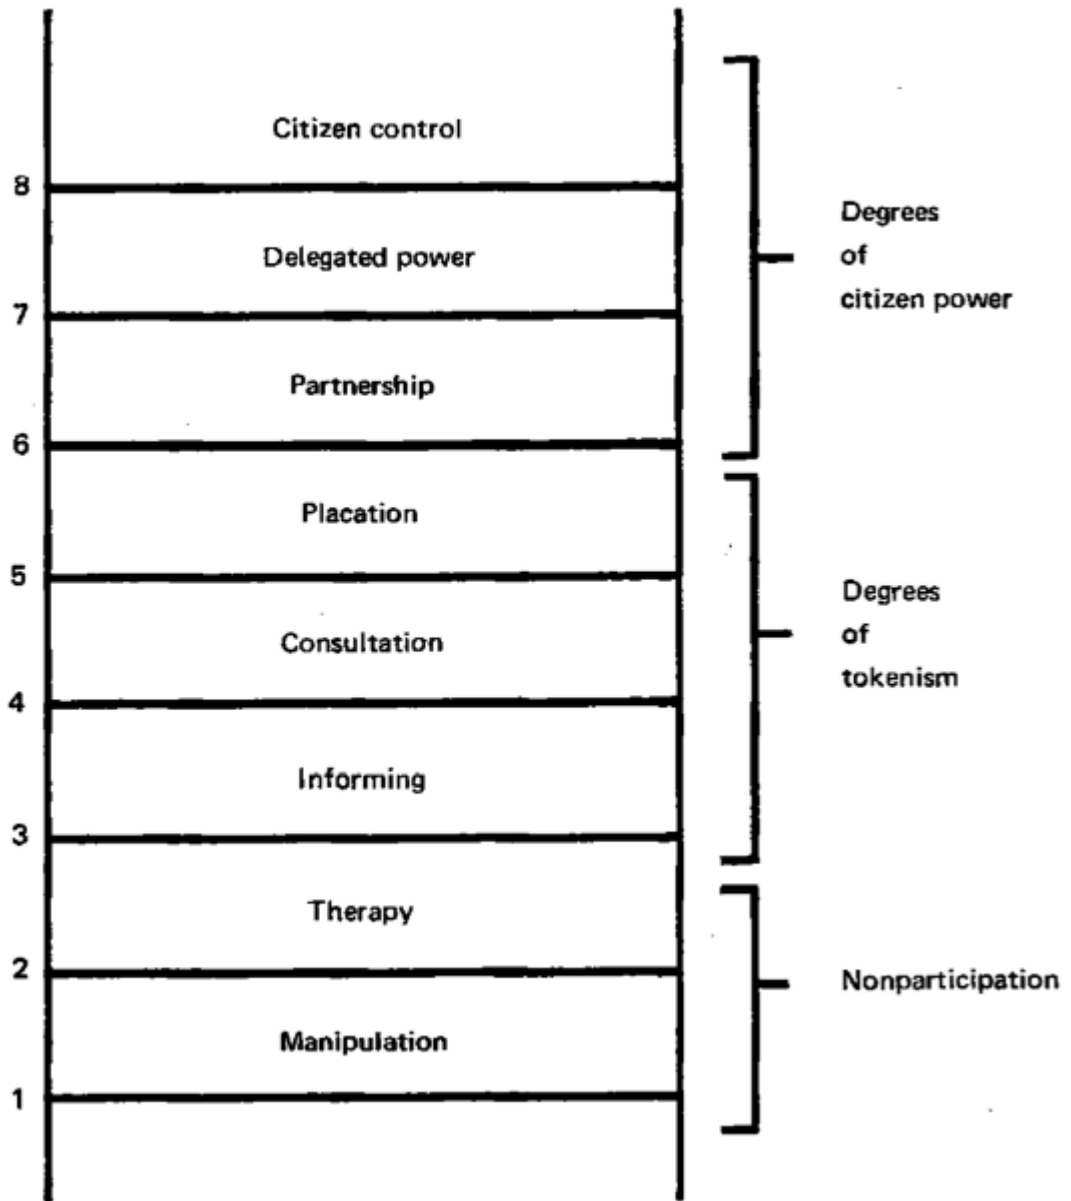 Citizen control
8
Delegated power
7
Partnership
6
Placation
5
Consultation
4
Informing
3
Therapy
2
Manipulation
1
Degrees
of
citizen power
Degrees
of
tokenism
Nonparticipation